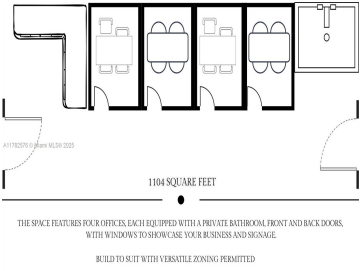 A11782576 © Miami MLS® 2025
1104 SQUARE FEET
THE SPACE FEATURES FOUR OFFICES, EACH EQUIPPED WITH A PRIVATE BATHROOM, FRONT AND BACK DOORS,
WITH WINDOWS TO SHOWCASE YOUR BUSINESS AND SIGNAGE.
BUILD TO SUIT WITH VERSATILE ZONING PERMITTED